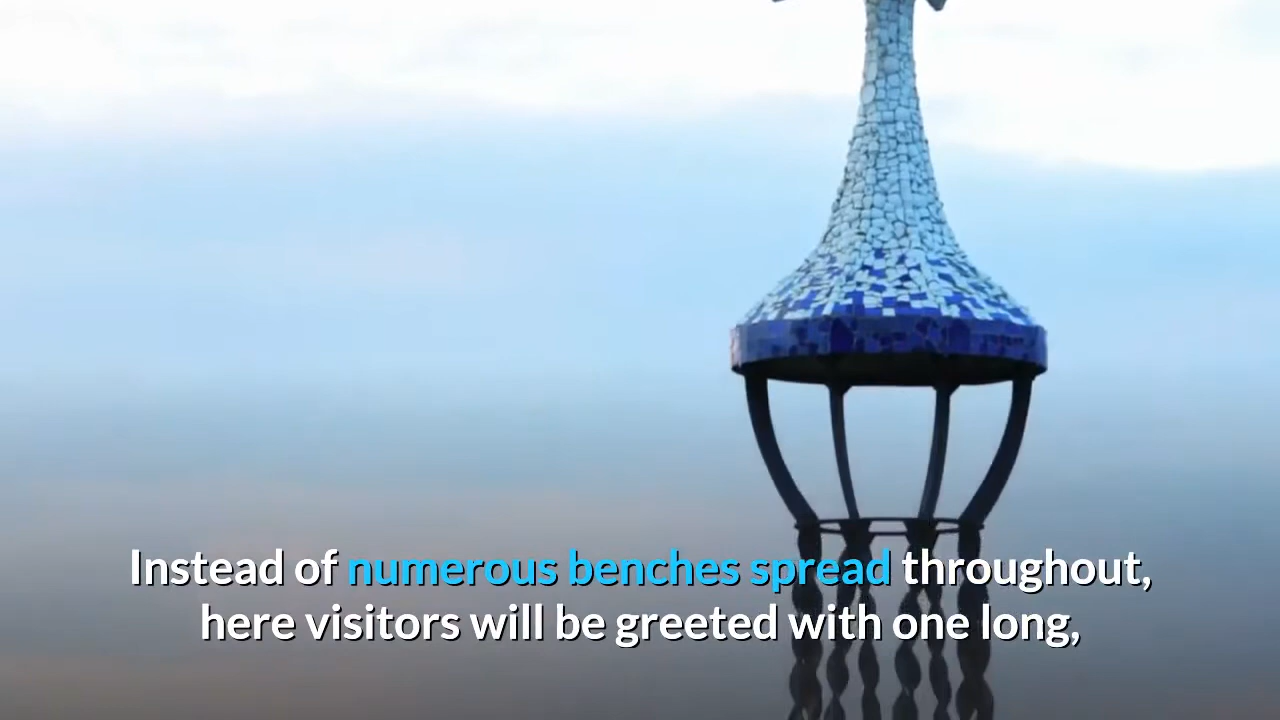 Instead of numerous benches spread throughout,
here visitors will be greeted with one long,